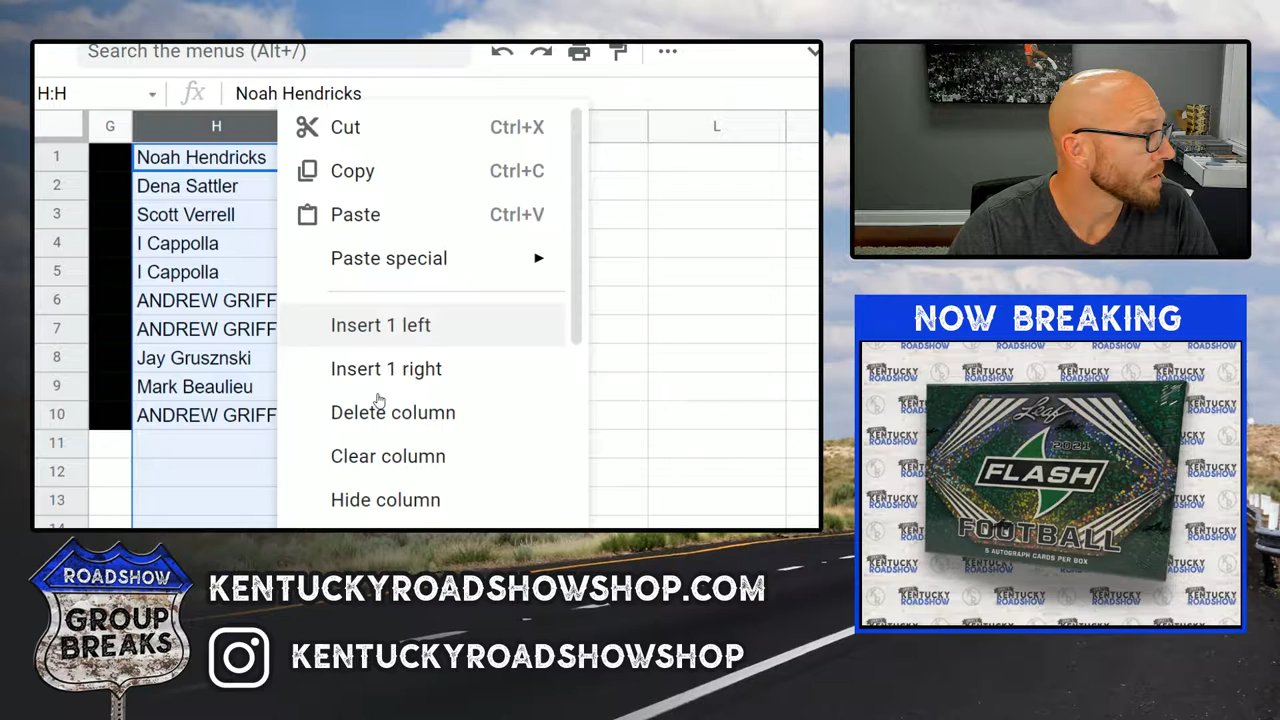 Search the menus (Alt+/)
H:H
fx
Noah Hendricks
G
H
L
1
Noah Hendricks
2
Dena Sattler
3
Scott Verrell
4
I Cappolla
5
I Cappolla
6
ANDREW GRIFF
7
ANDREW GRIFF
8
Jay Grusznski
9
Mark Beaulieu
10
ANDREW GRIFF
11
12
13
Cut Ctrl+X
Copy Ctrl+C
Paste Ctrl+V
Paste special
Insert 1 left
Insert 1 right
Delete column
Clear column
Hide column
NOW BREAKING
KENTUCKY
ROADSHOW
Leaf
2021
FLASH
FOOTBALL
5 AUTOGRAPH CARDS PER BOX
ROADSHOW
GROUP
BREAKS
KENTUCKYROADSHOWSHOP.COM
KENTUCKYROADSHOWSHOP